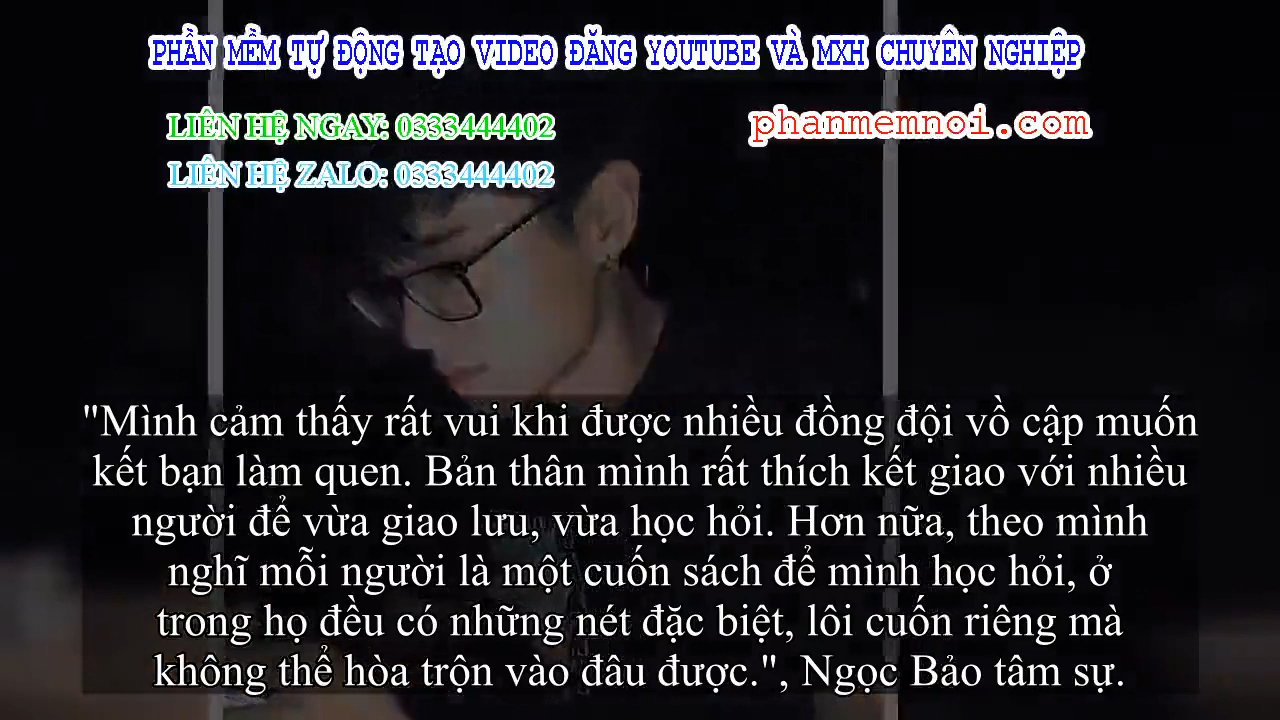 PHẦN MỀM TỰ ĐỘNG TẠO VIDEO ĐĂNG YOUTUBE VÀ MXH CHUYÊN NGHIỆP
LIÊN HỆ NGAY: 0333444402
phanmemnoi.com
LIÊN HỆ ZALO: 0333444402
"Mình cảm thấy rất vui khi được nhiều đồng đội vồ cập muốn
kết bạn làm quen. Bản thân mình rất thích kết giao với nhiều
người để vừa giao lưu, vừa học hỏi. Hơn nữa, theo mình
nghĩ mỗi người là một cuốn sách để mình học hỏi, ở
trong họ đều có những nét đặc biệt, lôi cuốn riêng mà
không thể hòa trộn vào đâu được.", Ngọc Bảo tâm sự.